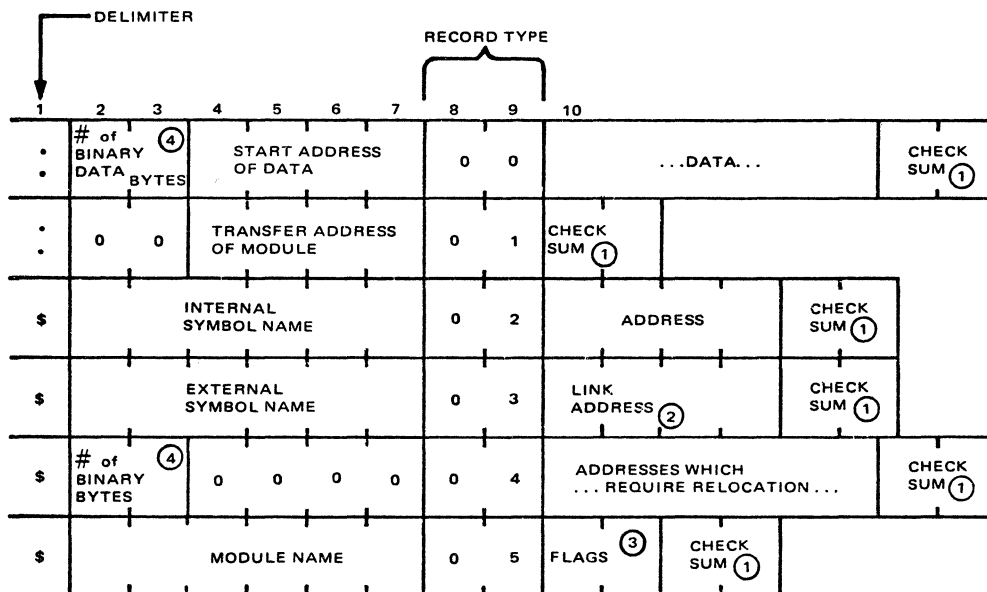 DELIMITER
RECORD TYPE
1 2 3 4 5 6 7 8 9 10
: # of BINARY DATA BYTES ④ START ADDRESS OF DATA 0 0 ...DATA... CHECK SUM ①
: 0 0 TRANSFER ADDRESS OF MODULE 0 1 CHECK SUM ①
$ INTERNAL SYMBOL NAME 0 2 ADDRESS CHECK SUM ①
$ EXTERNAL SYMBOL NAME 0 3 LINK ADDRESS ② CHECK SUM ①
$ # of BINARY BYTES ④ 0 0 0 0 0 4 ADDRESSES WHICH ... REQUIRE RELOCATION ... CHECK SUM ①
$ MODULE NAME 0 5 FLAGS ③ CHECK SUM ①